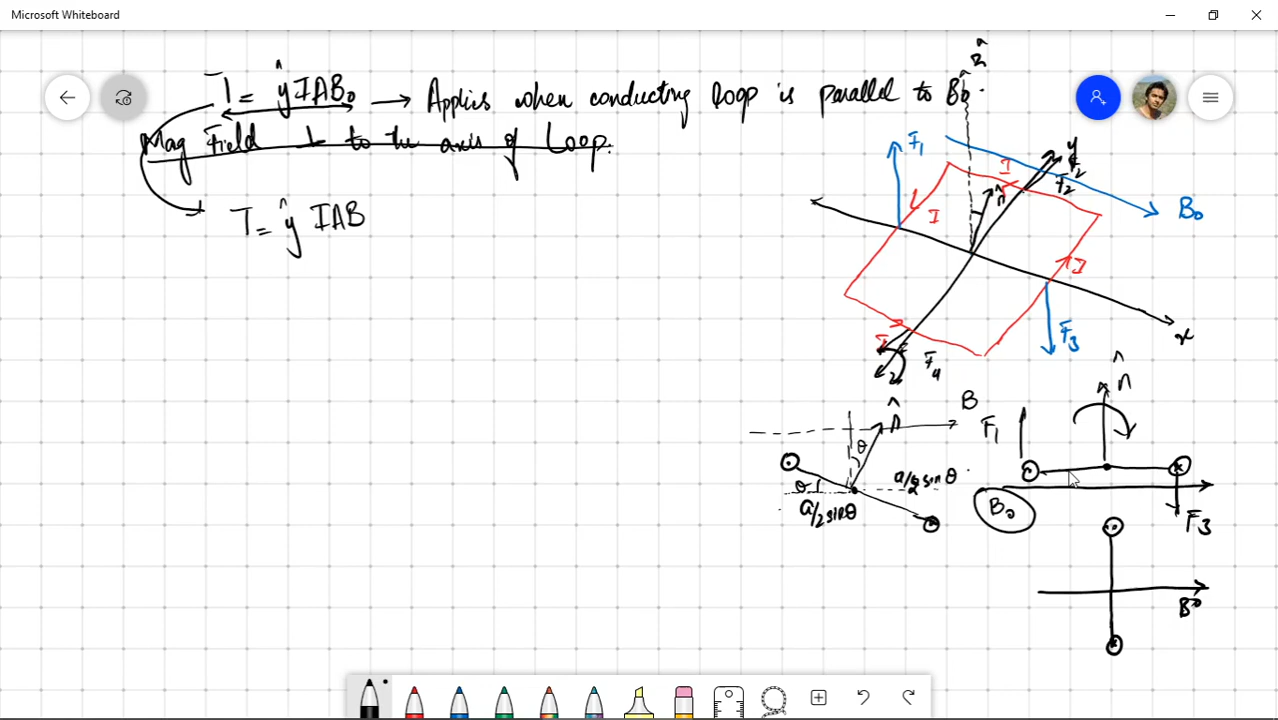 Microsoft Whiteboard
T = ŷ IAB₀ → Applies when conducting loop is parallel to B₀.
Mag Field ⊥ to the axis of Loop.
T = ŷ IAB
ẑ
F₁
I
n̂
y
F₂
B₀
I
I
I
F₄
F₃
x
n̂
B
θ
θ
a/2 sinθ
a/2 sinθ
n̂
F₁
B₀
F₃
B₀